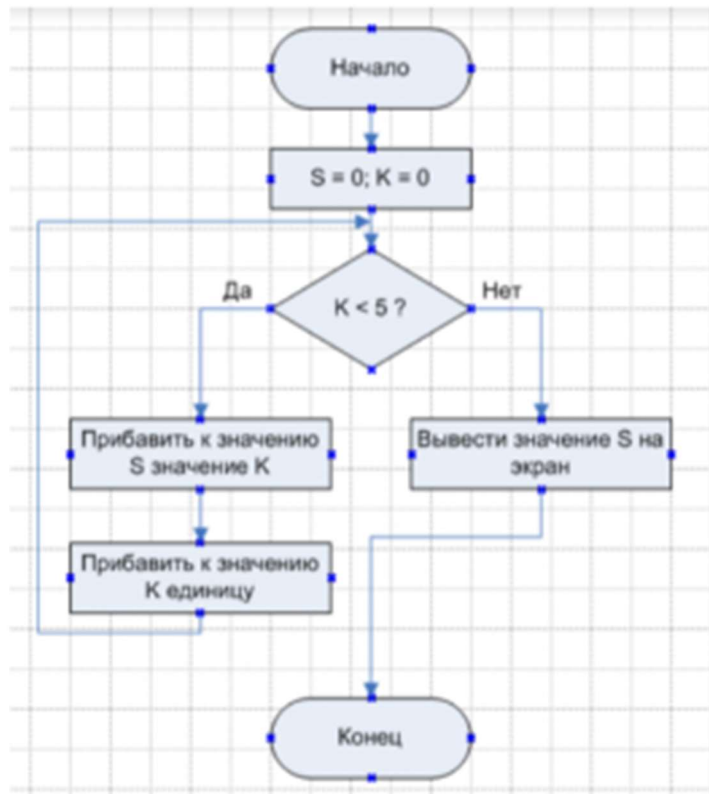 Начало
S = 0; K = 0
K < 5 ?
Да
Нет
Прибавить к значению
S значение K
Вывести значение S на
экран
Прибавить к значению
К единицу
Конец